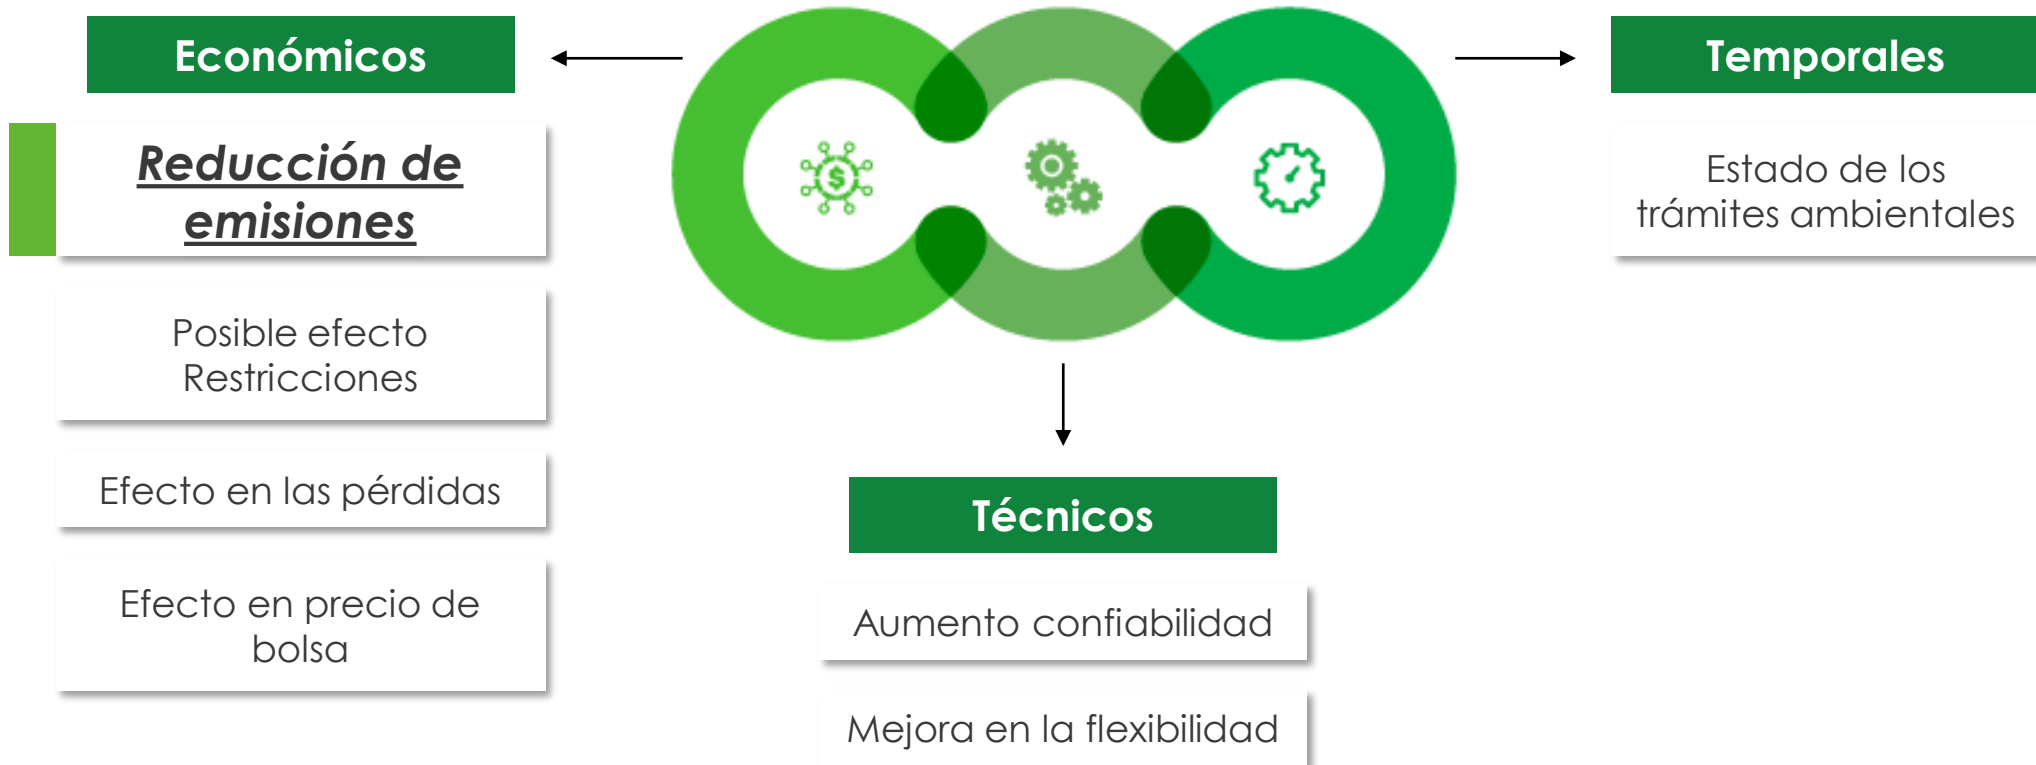 Económicos
Reducción de
emisiones
Posible efecto
Restricciones
Efecto en las pérdidas
Efecto en precio de
bolsa
$
Técnicos
Aumento confiabilidad
Mejora en la flexibilidad
Temporales
Estado de los
trámites ambientales